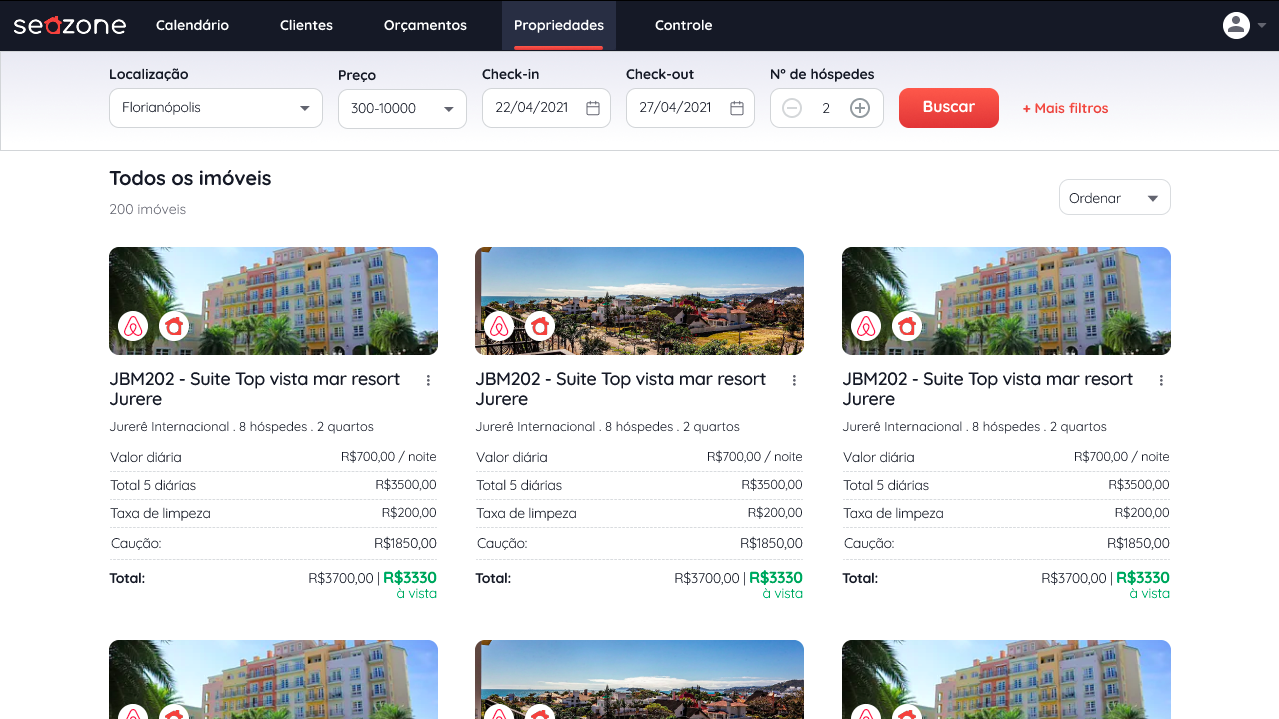 seazone Calendário Clientes Orçamentos Propriedades Controle
Localização Preço Check-in Check-out Nº de hóspedes
Florianópolis 300-10000 22/04/2021 27/04/2021 2 Buscar + Mais filtros
Todos os imóveis
200 imóveis
Ordenar
JBM202 - Suite Top vista mar resort
Jurere
Jurerê Internacional . 8 hóspedes . 2 quartos
Valor diária R$700,00 / noite
Total 5 diárias R$3500,00
Taxa de limpeza R$200,00
Caução: R$1850,00
Total: R$3700,00 | R$3330
à vista
JBM202 - Suite Top vista mar resort
Jurere
Jurerê Internacional . 8 hóspedes . 2 quartos
Valor diária R$700,00 / noite
Total 5 diárias R$3500,00
Taxa de limpeza R$200,00
Caução: R$1850,00
Total: R$3700,00 | R$3330
à vista
JBM202 - Suite Top vista mar resort
Jurere
Jurerê Internacional . 8 hóspedes . 2 quartos
Valor diária R$700,00 / noite
Total 5 diárias R$3500,00
Taxa de limpeza R$200,00
Caução: R$1850,00
Total: R$3700,00 | R$3330
à vista